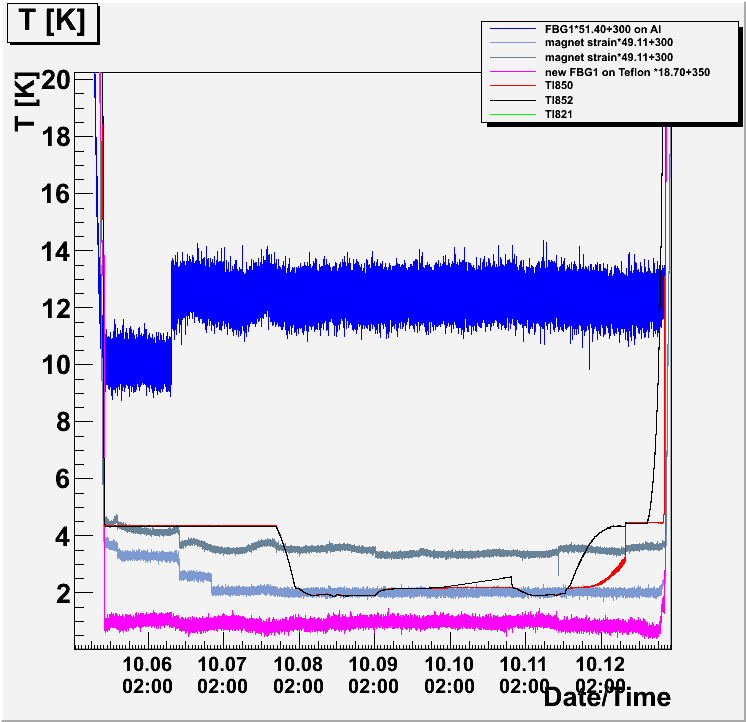 T [K]
FBG1*51.40+300 on Al
magnet strain*49.11+300
magnet strain*49.11+300
new FBG1 on Teflon *18.70+350
TI850
TI852
TI821
T [K]
20
18
16
14
12
10
8
6
4
2
10.06 10.07 10.08 10.09 10.10 10.11 10.12
02:00 02:00 02:00 02:00 02:00 02:00 02:00
Date/Time